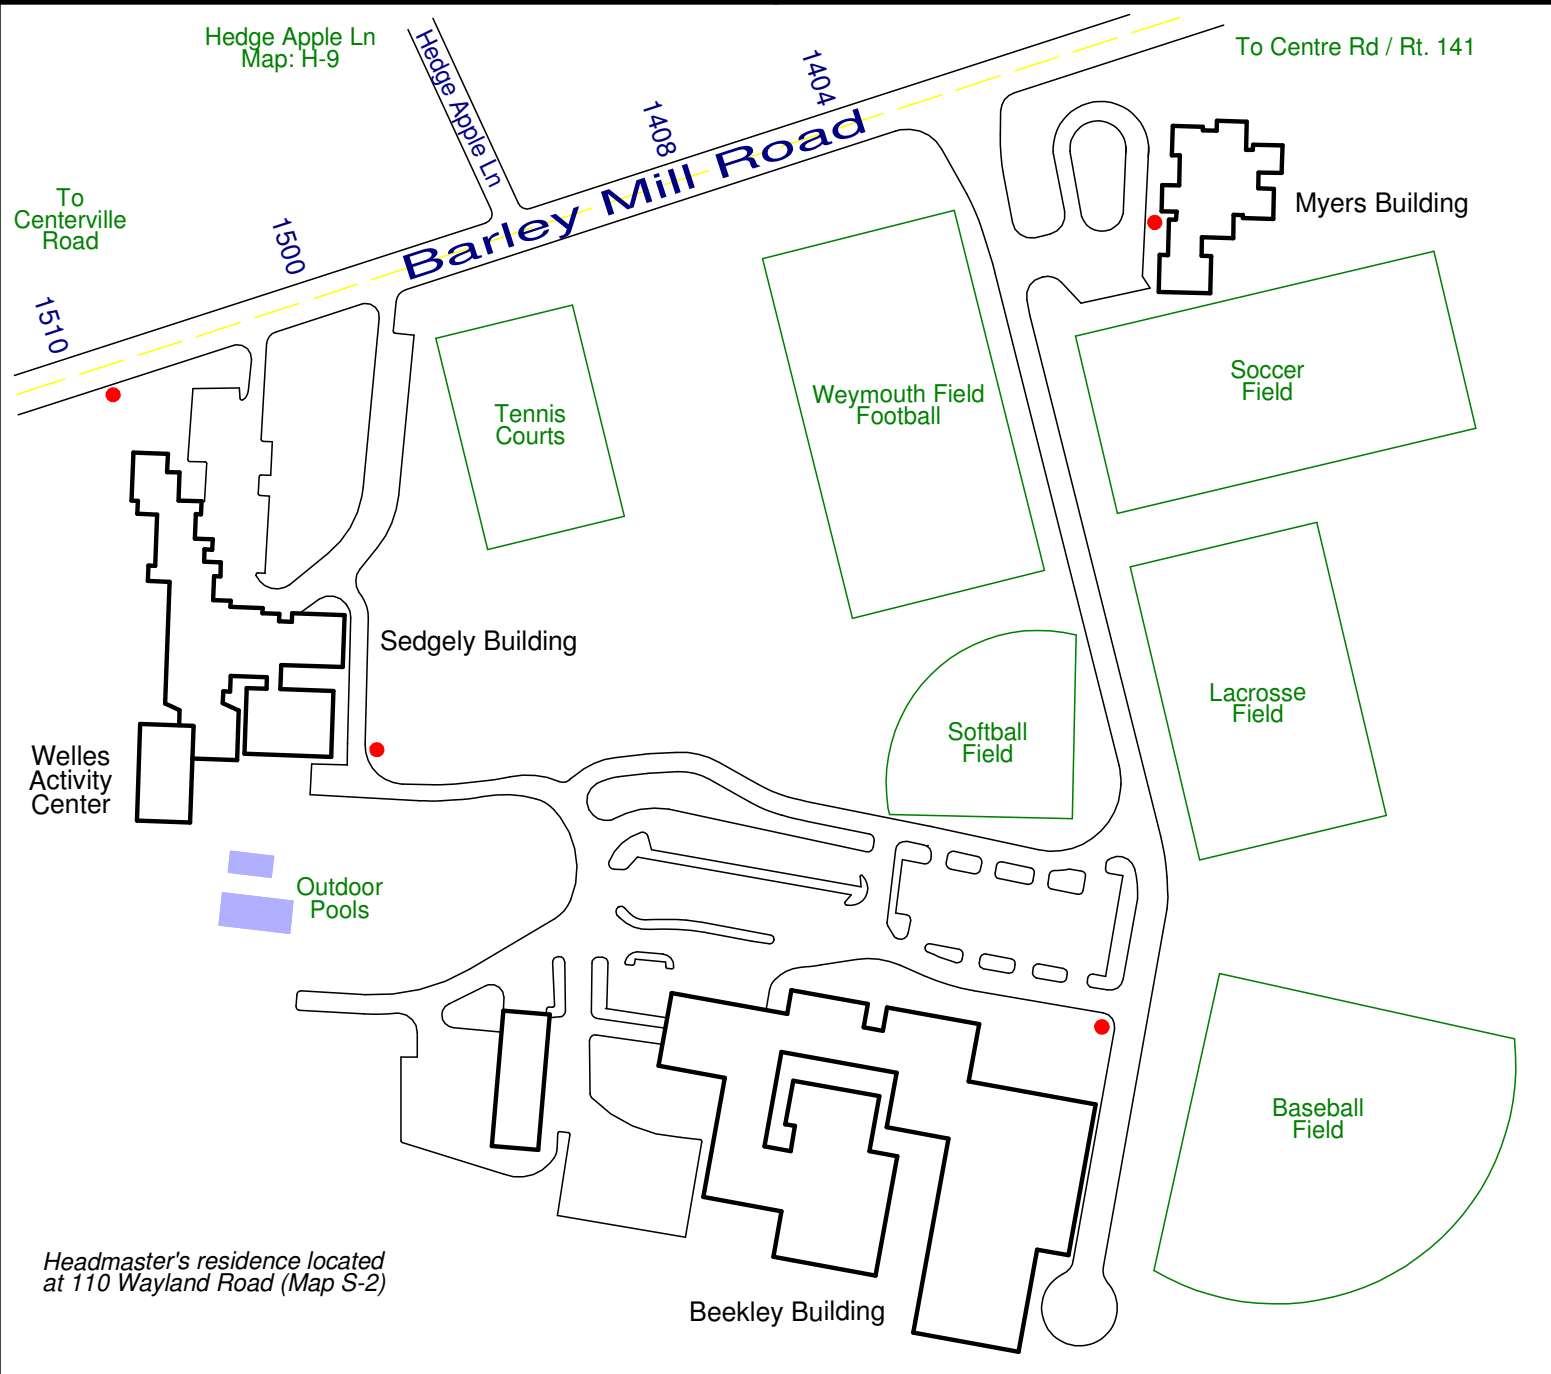 Hedge Apple Ln
Map: H-9
Hedge Apple Ln
To Centre Rd / Rt. 141
1404
1408
Barley Mill Road
To
Centerville
Road
1500
1510
Myers Building
Soccer
Field
Weymouth Field
Football
Tennis
Courts
Sedgely Building
Lacrosse
Field
Softball
Field
Welles
Activity
Center
Outdoor
Pools
Baseball
Field
Headmaster's residence located
at 110 Wayland Road (Map S-2)
Beekley Building